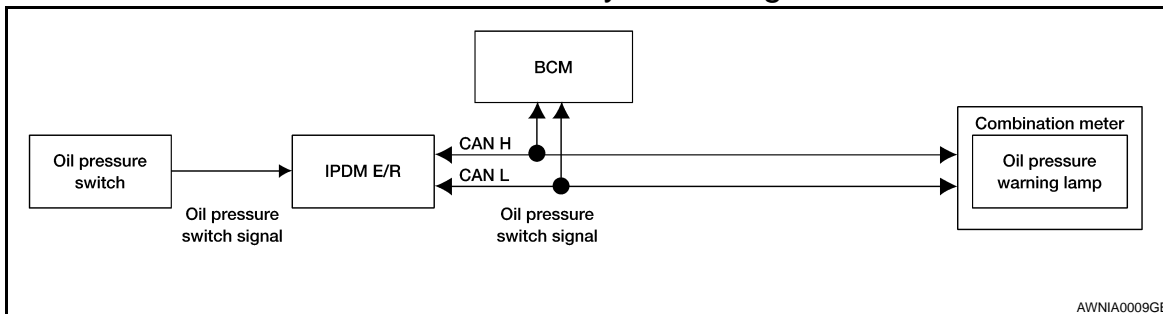 BCM
Combination meter
Oil pressure
warning lamp
CAN H
CAN L
Oil pressure
switch
IPDM E/R
Oil pressure
switch signal
Oil pressure
switch signal